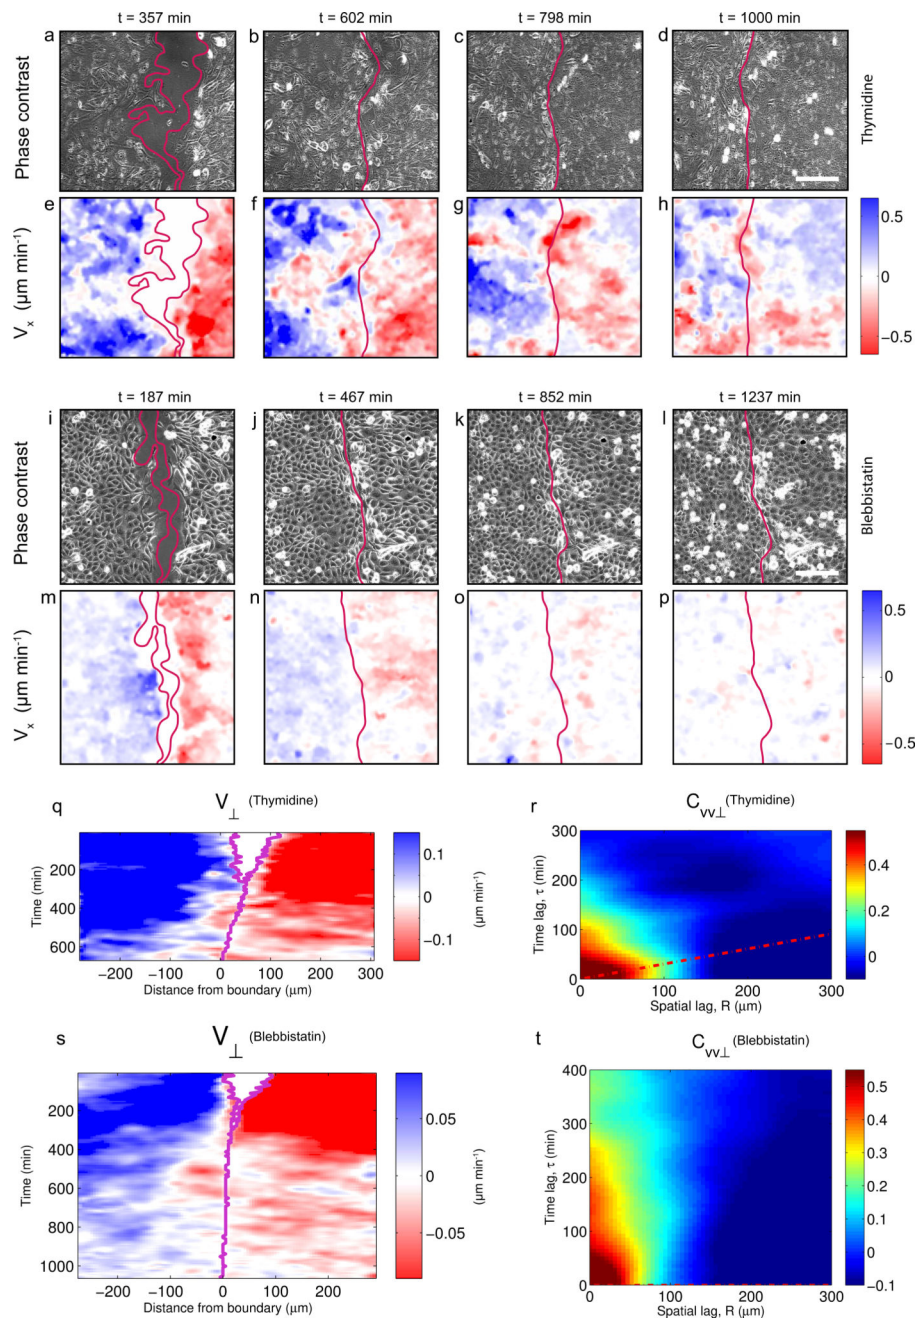 t = 357 min t = 602 min t = 798 min t = 1000 min
a b c d
Phase contrast
Thymidine
e f g h
Vₓ (μm min⁻¹)
0.5
0
−0.5
t = 187 min t = 467 min t = 852 min t = 1237 min
i j k l
Phase contrast
Blebbistatin
m n o p
Vₓ (μm min⁻¹)
0.5
0
−0.5
q V⊥ (Thymidine)
Time (min)
200
400
600
−200 −100 0 100 200 300
Distance from boundary (μm)
0.1
0
−0.1
(μm min⁻¹)
r Cvv⊥ (Thymidine)
Time lag, τ (min)
300
200
100
0
0 100 200 300
Spatial lag, R (μm)
0.4
0.2
0
s V⊥ (Blebbistatin)
Time (min)
200
400
600
800
1000
−200 −100 0 100 200
Distance from boundary (μm)
0.05
0
−0.05
(μm min⁻¹)
t Cvv⊥ (Blebbistatin)
Time lag, τ (min)
400
300
200
100
0
0 100 200 300
Spatial lag, R (μm)
0.5
0.4
0.3
0.2
0.1
0
−0.1